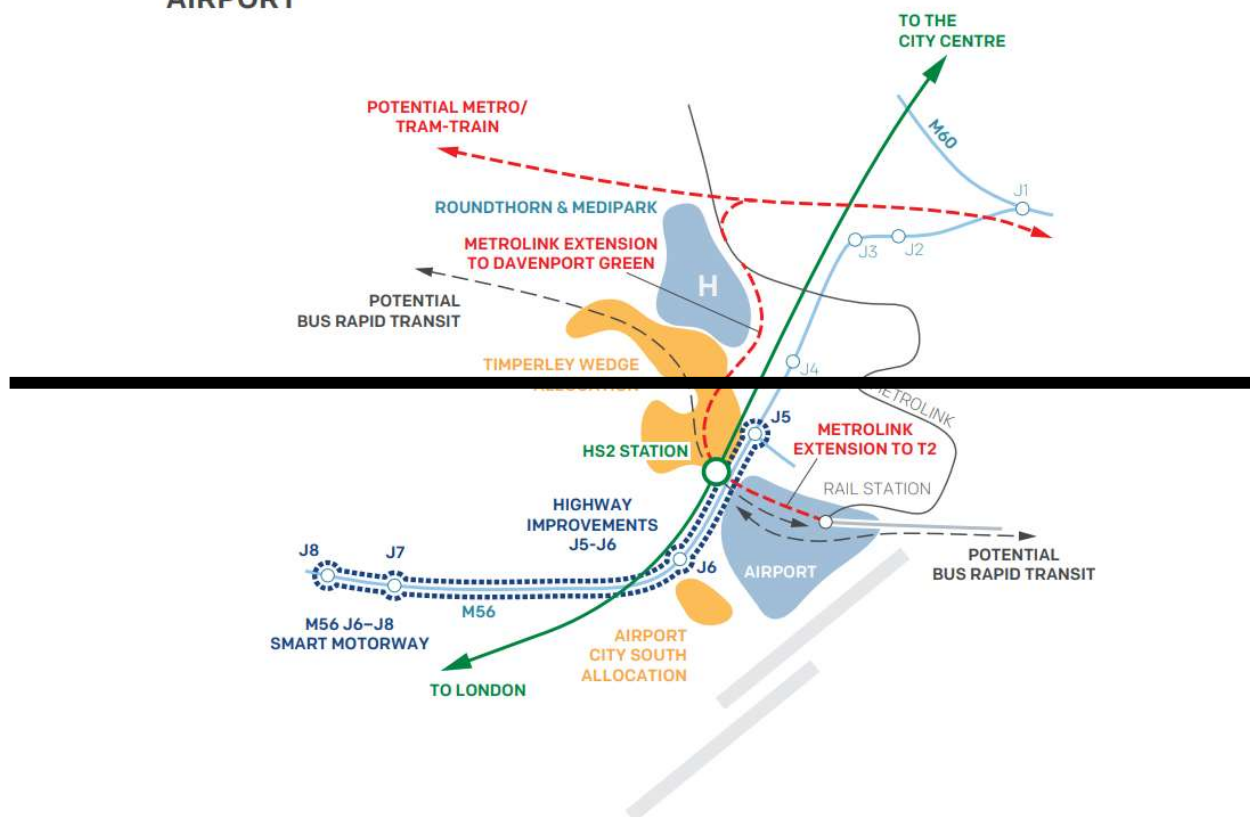 AIRPORT
TO THE
CITY CENTRE
POTENTIAL METRO/
TRAM-TRAIN
M60
J1
ROUNDTHORN & MEDIPARK
J3
J2
METROLINK EXTENSION
TO DAVENPORT GREEN
H
POTENTIAL
BUS RAPID TRANSIT
TIMPERLEY WEDGE
J4
METROLINK
J5
METROLINK
EXTENSION TO T2
HS2 STATION
RAIL STATION
HIGHWAY
IMPROVEMENTS
J5-J6
J8
J7
J6
AIRPORT
POTENTIAL
BUS RAPID TRANSIT
M56
M56 J6–J8
SMART MOTORWAY
AIRPORT
CITY SOUTH
ALLOCATION
TO LONDON